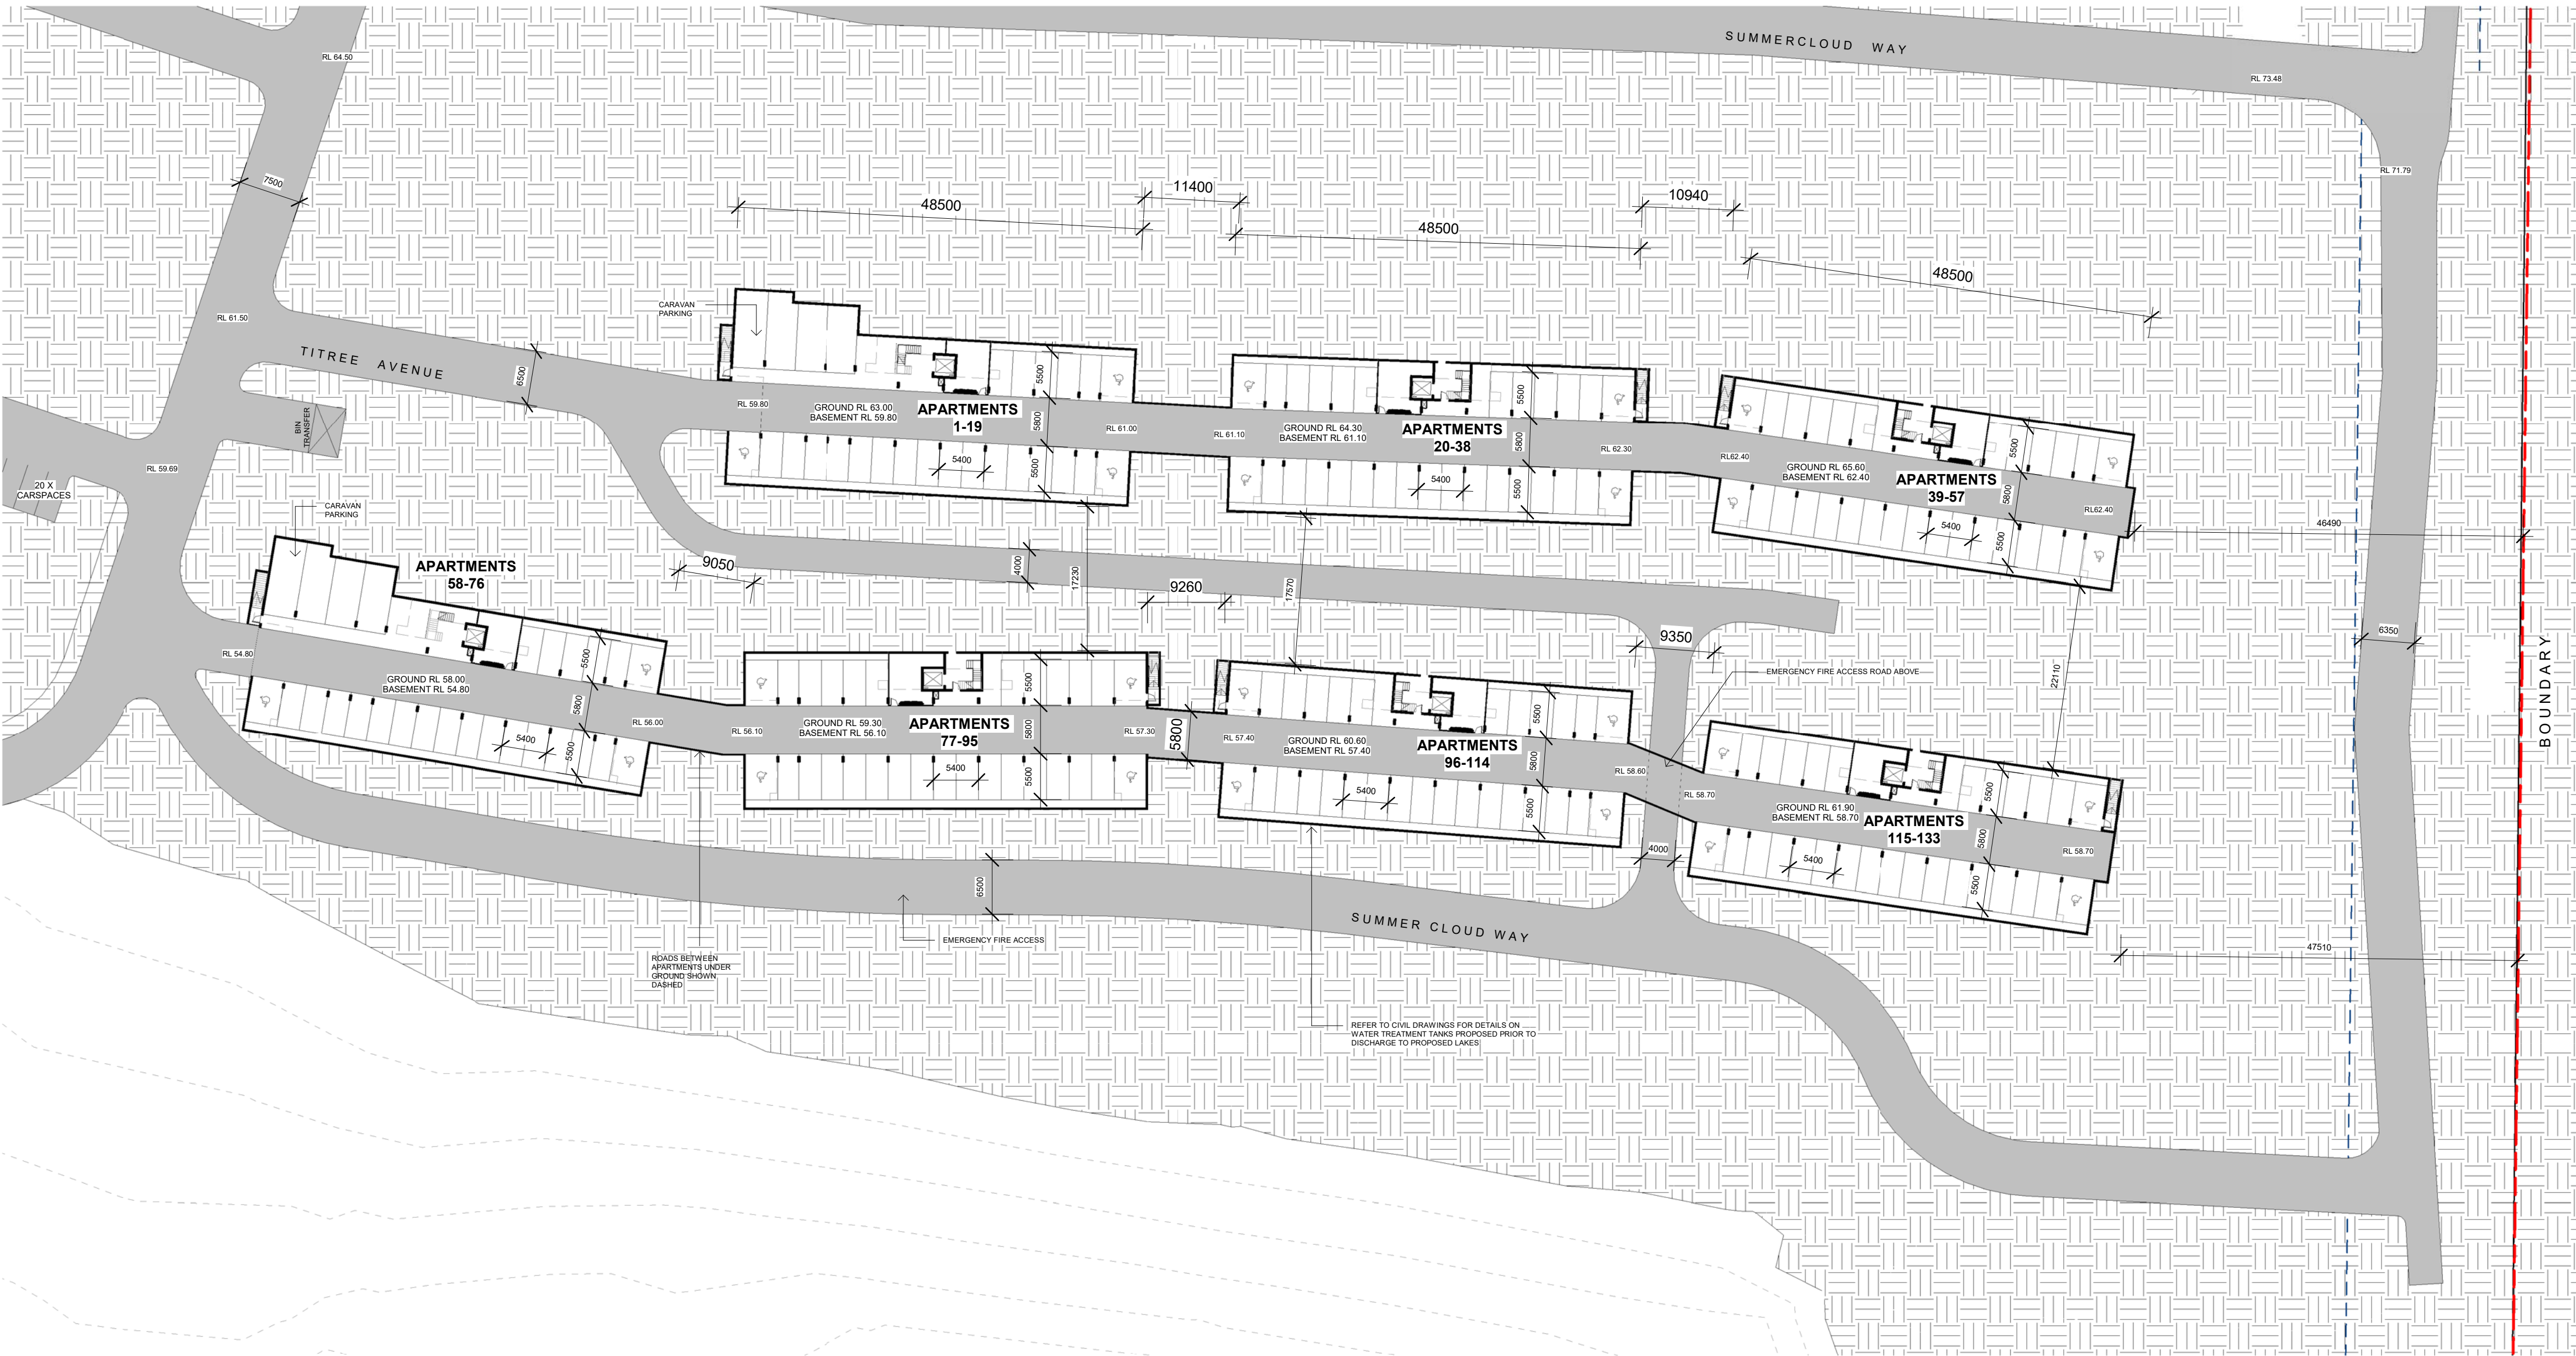 SUMMERCLOUD WAY
RL 64.50
RL 73.48
RL 71.79
7500
48500
11400
48500
10940
48500
CARAVAN
PARKING
RL 61.50
TITREE AVENUE
6500
BIN
TRANSFER
RL 59.69
20 X
CARSPACES
RL 59.80
GROUND RL 63.00
BASEMENT RL 59.80
APARTMENTS
1-19
5500
5800
5500
5400
RL 61.00
RL 61.10
GROUND RL 64.30
BASEMENT RL 61.10
APARTMENTS
20-38
5500
5800
5500
5400
RL 62.30
RL62.40
GROUND RL 65.60
BASEMENT RL 62.40
APARTMENTS
39-57
5500
5800
5500
5400
RL62.40
46490
CARAVAN
PARKING
APARTMENTS
58-76
9050
4000
17230
9260
17570
9350
22110
6350
BOUNDARY
EMERGENCY FIRE ACCESS ROAD ABOVE
RL 54.80
GROUND RL 58.00
BASEMENT RL 54.80
5500
5800
5500
5400
RL 56.00
RL 56.10
GROUND RL 59.30
BASEMENT RL 56.10
APARTMENTS
77-95
5500
5800
5500
5400
RL 57.30
5800
RL 57.40
GROUND RL 60.60
BASEMENT RL 57.40
APARTMENTS
96-114
5500
5800
5500
5400
RL 58.60
RL 58.70
GROUND RL 61.90
BASEMENT RL 58.70
APARTMENTS
115-133
5500
5800
5500
5400
RL 58.70
4000
6500
SUMMER CLOUD WAY
EMERGENCY FIRE ACCESS
47510
ROADS BETWEEN
APARTMENTS UNDER
GROUND SHOWN
DASHED
REFER TO CIVIL DRAWINGS FOR DETAILS ON
WATER TREATMENT TANKS PROPOSED PRIOR TO
DISCHARGE TO PROPOSED LAKES